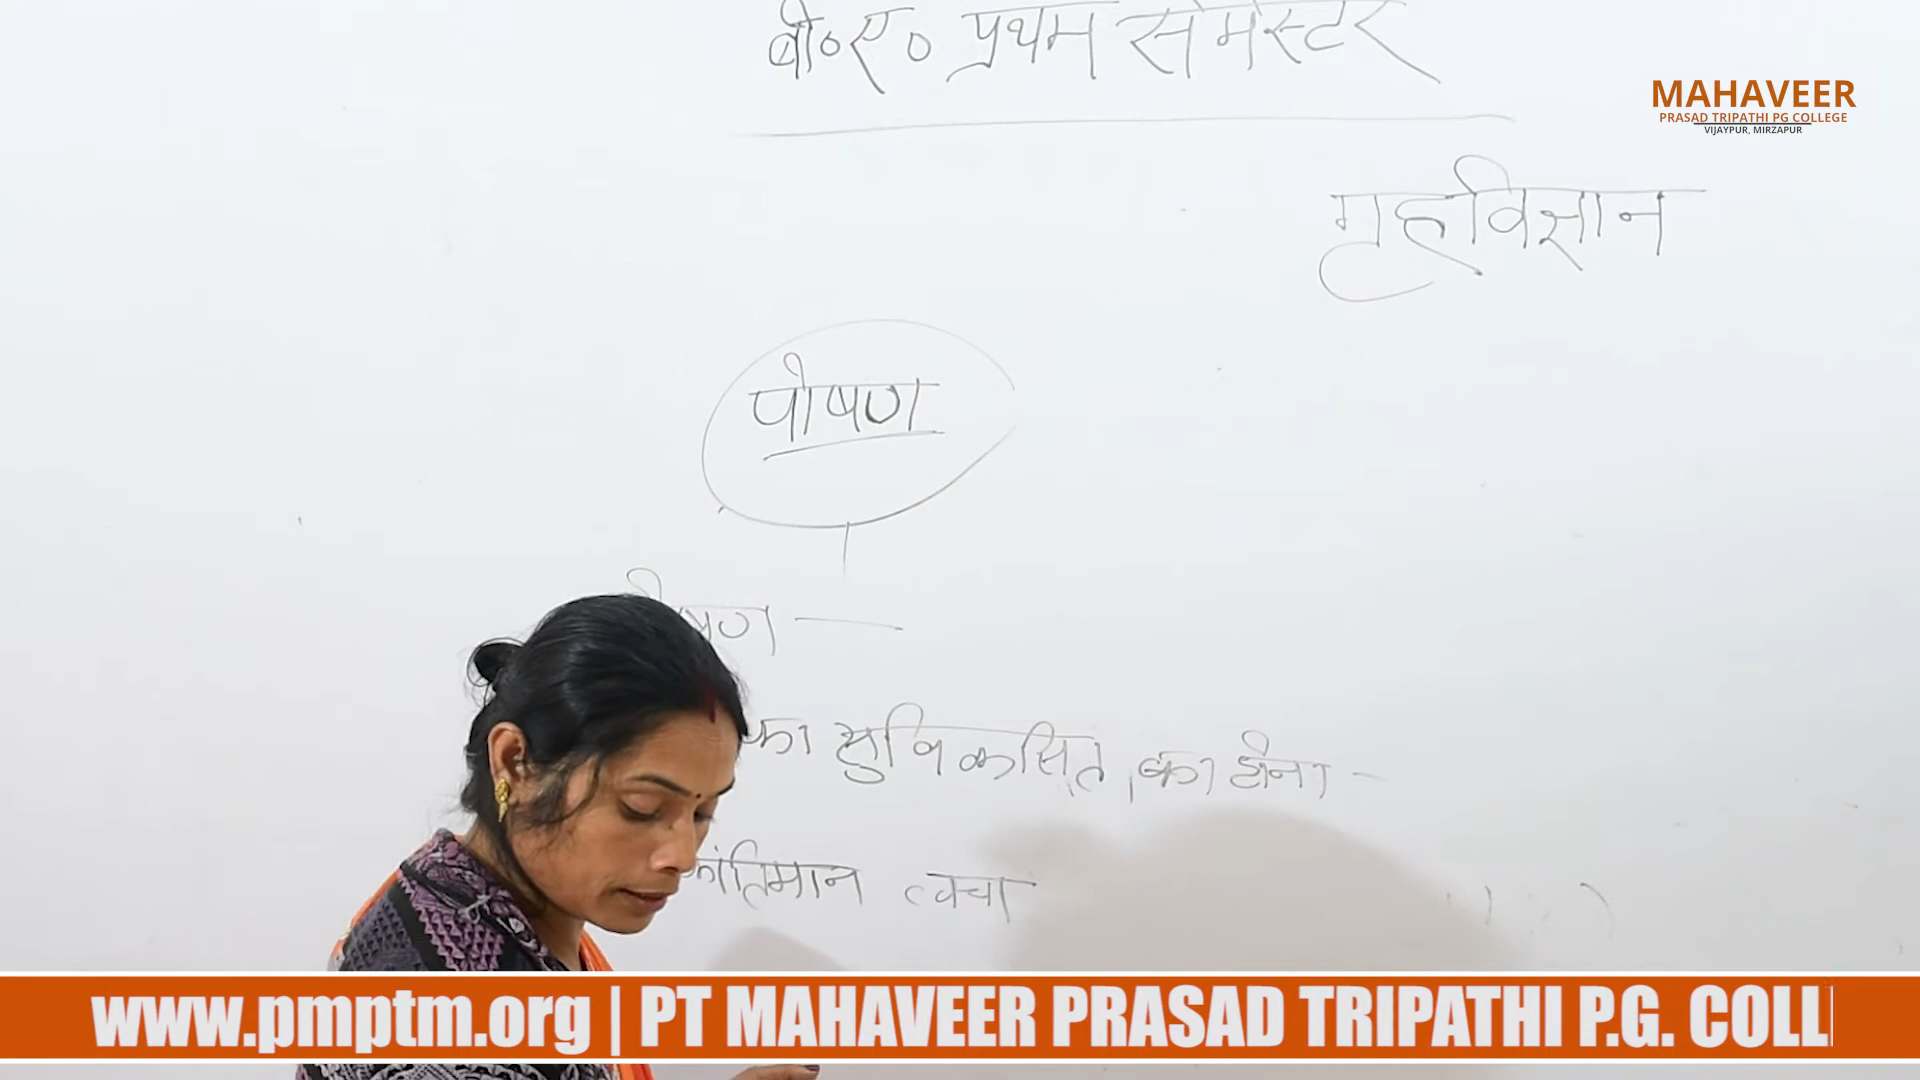 बी०ए० प्रथम सेमेस्टर
MAHAVEER
PRASAD TRIPATHI PG COLLEGE
VIJAYPUR, MIRZAPUR
गृहविज्ञान
पोषण
षण —
का सुविकसित, का होना -
कांतिमान त्वचा
www.pmptm.org | PT MAHAVEER PRASAD TRIPATHI P.G. COLL